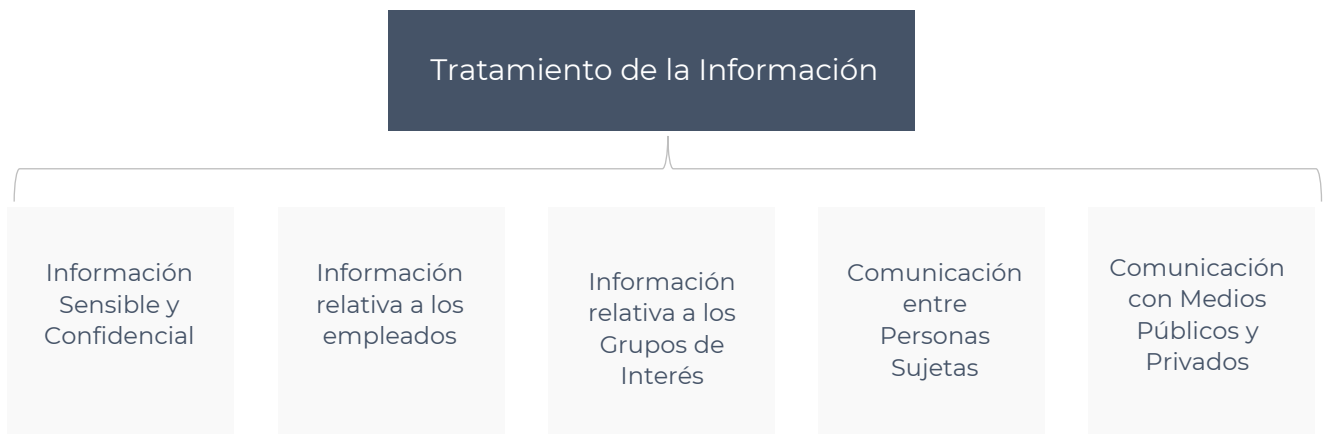 Tratamiento de la Información
Información
Sensible y
Confidencial
Información
relativa a los
empleados
Información
relativa a los
Grupos de
Interés
Comunicación
entre
Personas
Sujetas
Comunicación
con Medios
Públicos y
Privados